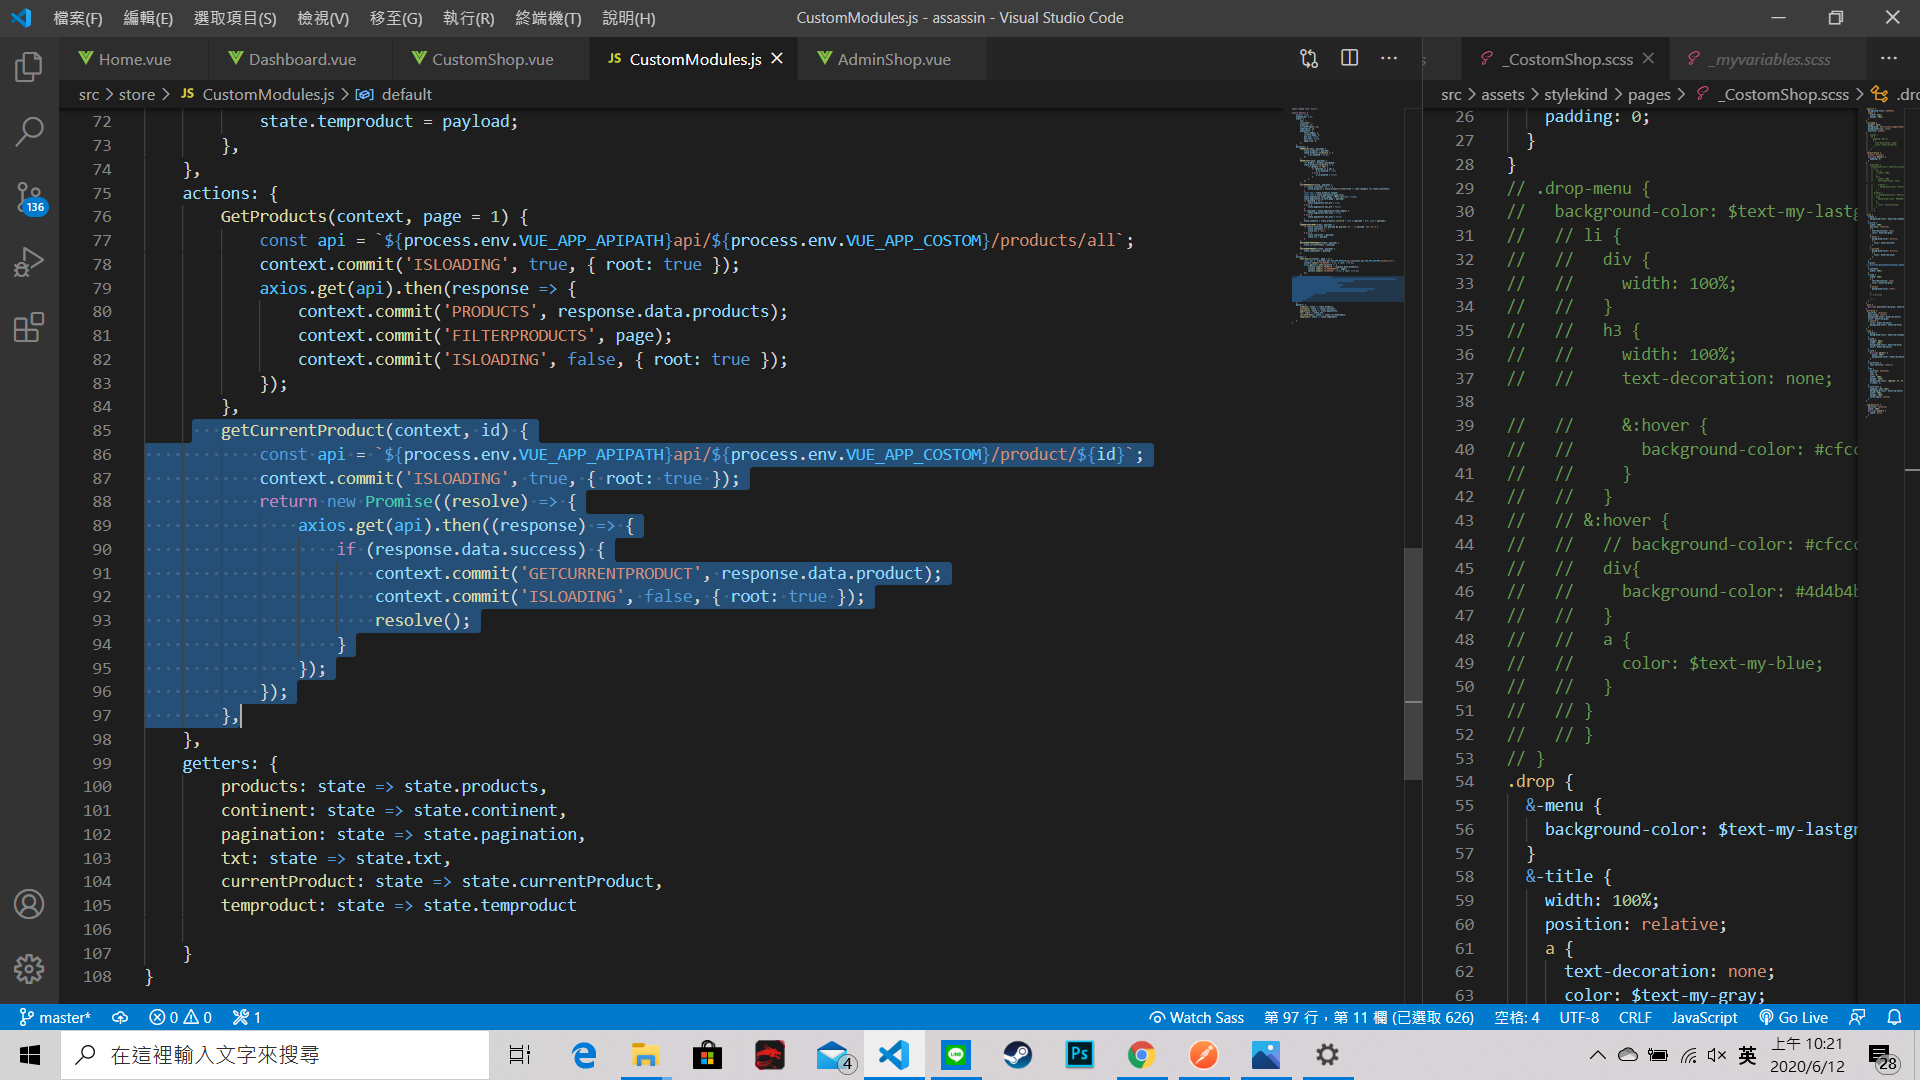 檔案(F) 編輯(E) 選取項目(S) 檢視(V) 移至(G) 執行(R) 終端機(T) 說明(H) CustomModules.js - assassin - Visual Studio Code
Home.vue Dashboard.vue CustomShop.vue JS CustomModules.js AdminShop.vue
src > store > JS CustomModules.js > default
72 state.temproduct = payload;
73 },
74 },
75 actions: {
76 GetProducts(context, page = 1) {
77 const api = `${process.env.VUE_APP_APIPATH}api/${process.env.VUE_APP_COSTOM}/products/all`;
78 context.commit('ISLOADING', true, { root: true });
79 axios.get(api).then(response => {
80 context.commit('PRODUCTS', response.data.products);
81 context.commit('FILTERPRODUCTS', page);
82 context.commit('ISLOADING', false, { root: true });
83 });
84 },
85 getCurrentProduct(context, id) {
86 const api = `${process.env.VUE_APP_APIPATH}api/${process.env.VUE_APP_COSTOM}/product/${id}`;
87 context.commit('ISLOADING', true, { root: true });
88 return new Promise((resolve) => {
89 axios.get(api).then((response) => {
90 if (response.data.success) {
91 context.commit('GETCURRENTPRODUCT', response.data.product);
92 context.commit('ISLOADING', false, { root: true });
93 resolve();
94 }
95 });
96 });
97 },
98 },
99 getters: {
100 products: state => state.products,
101 continent: state => state.continent,
102 pagination: state => state.pagination,
103 txt: state => state.txt,
104 currentProduct: state => state.currentProduct,
105 temproduct: state => state.temproduct
106
107 }
108 }
136
_CostomShop.scss _myvariables.scss
src > assets > stylekind > pages > _CostomShop.scss > .dro
26 padding: 0;
27 }
28 }
29 // .drop-menu {
30 // background-color: $text-my-lastg
31 // // li {
32 // // div {
33 // // width: 100%;
34 // // }
35 // // h3 {
36 // // width: 100%;
37 // // text-decoration: none;
38
39 // // &:hover {
40 // // background-color: #cfcc
41 // // }
42 // // }
43 // // &:hover {
44 // // // background-color: #cfccc
45 // // div{
46 // // background-color: #4d4b4b
47 // // }
48 // // a {
49 // // color: $text-my-blue;
50 // // }
51 // // }
52 // // }
53 // }
54 .drop {
55 &-menu {
56 background-color: $text-my-lastgr
57 }
58 &-title {
59 width: 100%;
60 position: relative;
61 a {
62 text-decoration: none;
63 color: $text-my-gray;
master* 0 0 1 Watch Sass 第 97 行，第 11 欄 (已選取 626) 空格: 4 UTF-8 CRLF JavaScript Go Live
在這裡輸入文字來搜尋 4 LINE Ps 英 上午 10:21
2020/6/12 28